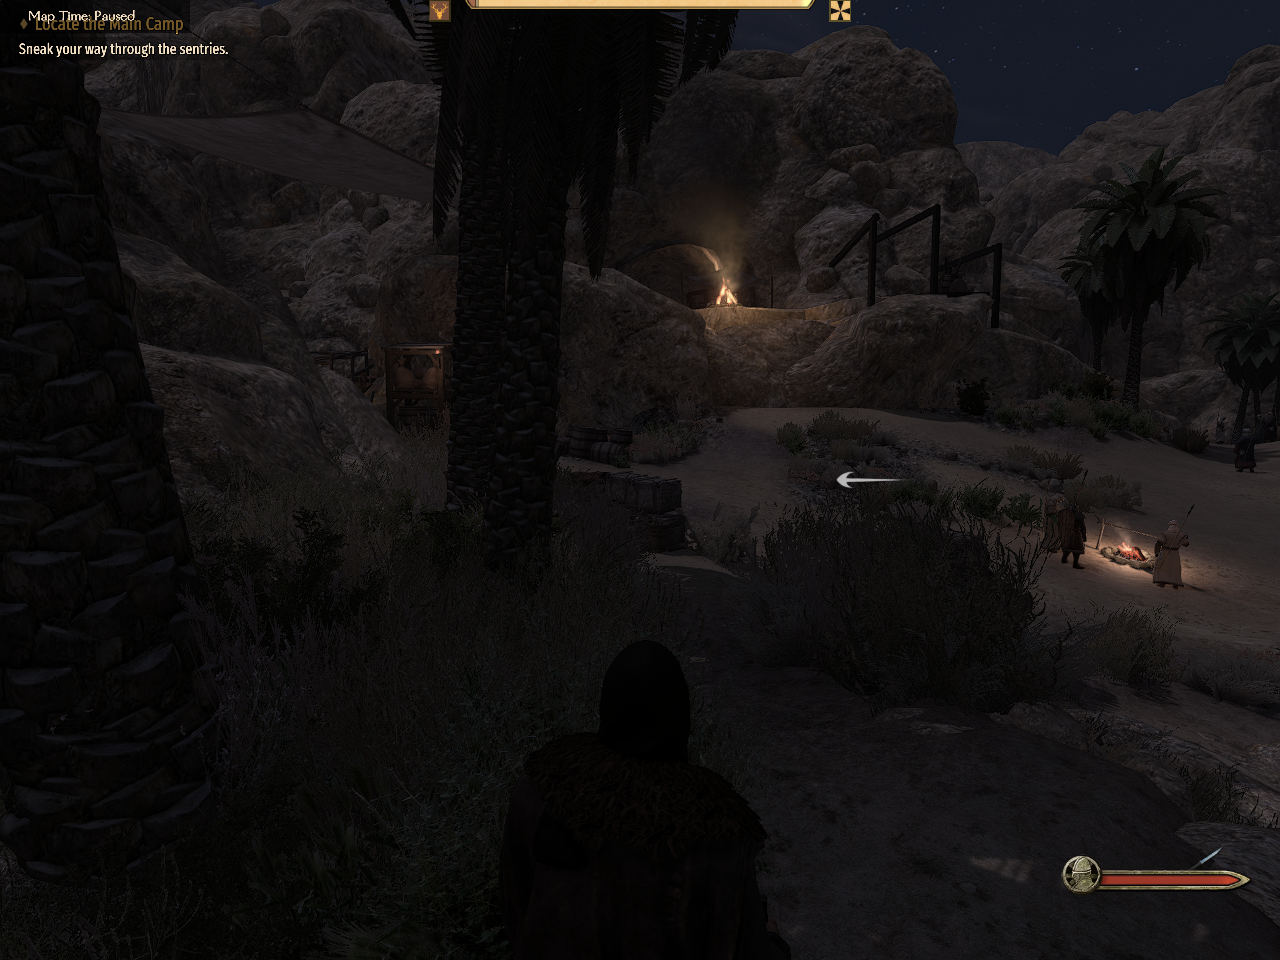 Map Time: Paused
Locate the Main Camp
Sneak your way through the sentries.